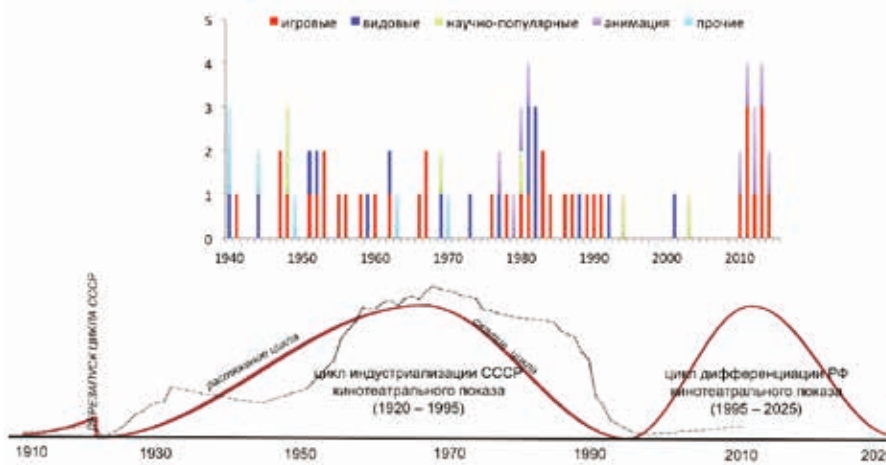 игровые видовые научно-популярные анимация прочие
5
4
3
2
1
0
1940 1950 1960 1970 1980 1990 2000 2010
ПЕРЕЗАПУСК ЦИКЛА СССР
растяжение цикла
цикла
цикл индустриализации СССР
кинотеатрального показа
(1920 – 1995)
цикл дифференциации РФ
кинотеатрального показа
(1995 – 2025)
1910 1930 1950 1970 1990 2010